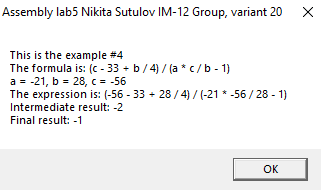 Assembly lab5 Nikita Sutulov IM-12 Group, variant 20
This is the example #4
The formula is: (c - 33 + b / 4) / (a * c / b - 1)
a = -21, b = 28, c = -56
The expression is: (-56 - 33 + 28 / 4) / (-21 * -56 / 28 - 1)
Intermediate result: -2
Final result: -1
OK